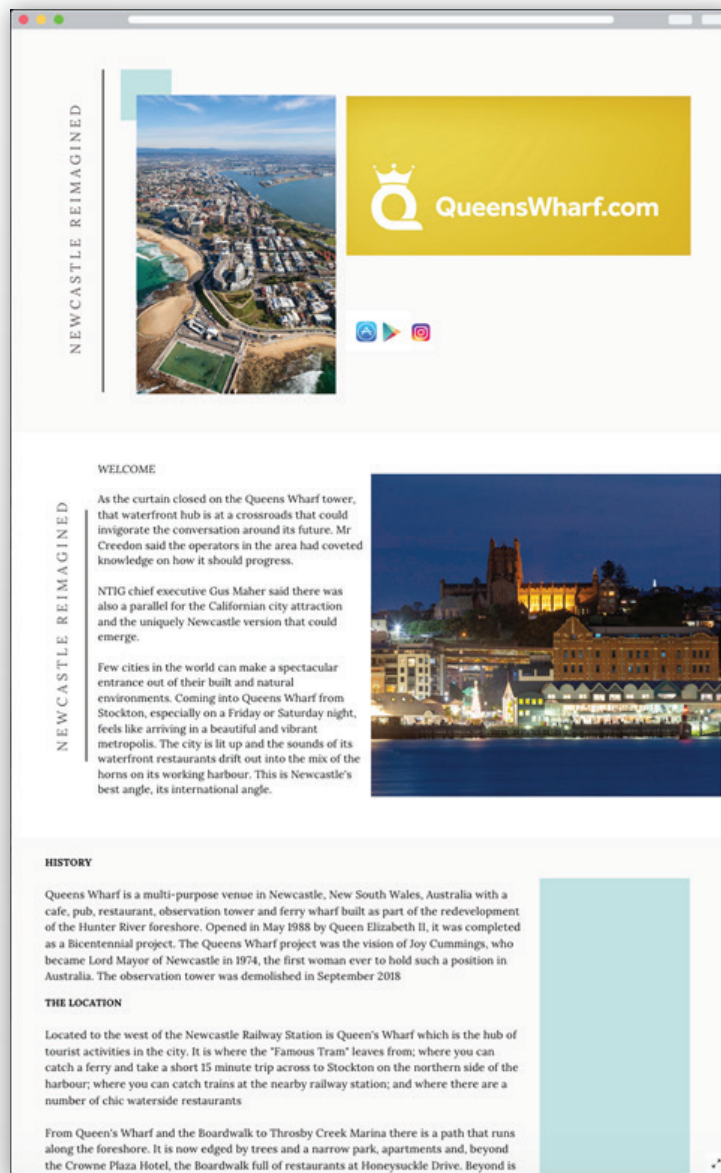 NEWCASTLE REIMAGINED
QueensWharf.com
WELCOME
As the curtain closed on the Queens Wharf tower,
that waterfront hub is at a crossroads that could
invigorate the conversation around its future. Mr
Creedon said the operators in the area had coveted
knowledge on how it should progress.
NTIG chief executive Gus Maher said there was
also a parallel for the Californian city attraction
and the uniquely Newcastle version that could
emerge.
NEWCASTLE REIMAGINED
Few cities in the world can make a spectacular
entrance out of their built and natural
environments. Coming into Queens Wharf from
Stockton, especially on a Friday or Saturday night,
feels like arriving in a beautiful and vibrant
metropolis. The city is lit up and the sounds of its
waterfront restaurants drift out into the mix of the
horns on its working harbour. This is Newcastle's
best angle, its international angle.
HISTORY
Queens Wharf is a multi-purpose venue in Newcastle, New South Wales, Australia with a
cafe, pub, restaurant, observation tower and ferry wharf built as part of the redevelopment
of the Hunter River foreshore. Opened in May 1988 by Queen Elizabeth II, it was completed
as a Bicentennial project. The Queens Wharf project was the vision of Joy Cummings, who
became Lord Mayor of Newcastle in 1974, the first woman ever to hold such a position in
Australia. The observation tower was demolished in September 2018
THE LOCATION
Located to the west of the Newcastle Railway Station is Queen's Wharf which is the hub of
tourist activities in the city. It is where the "Famous Tram" leaves from; where you can
catch a ferry and take a short 15 minute trip across to Stockton on the northern side of the
harbour; where you can catch trains at the nearby railway station; and where there are a
number of chic waterside restaurants
From Queen's Wharf and the Boardwalk to Throsby Creek Marina there is a path that runs
along the foreshore. It is now edged by trees and a narrow park, apartments and, beyond
the Crowne Plaza Hotel, the Boardwalk full of restaurants at Honeysuckle Drive. Beyond is